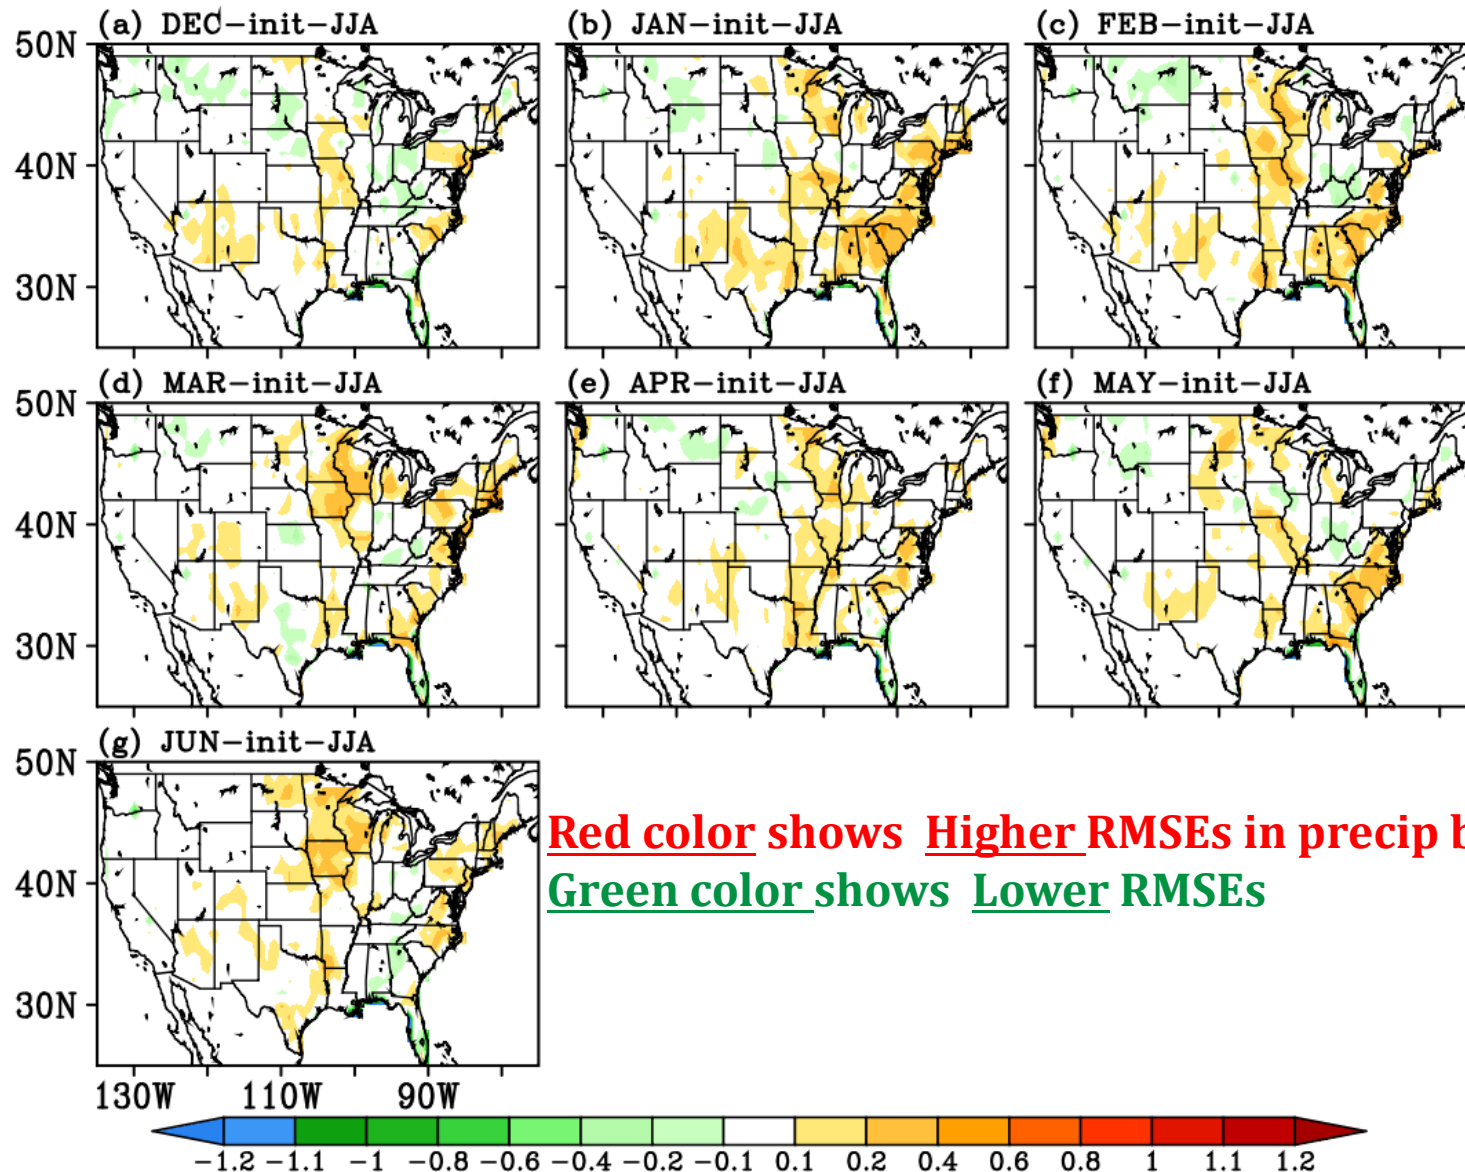 (a) DEC-init-JJA (b) JAN-init-JJA (c) FEB-init-JJA
50N
40N
30N
(d) MAR-init-JJA (e) APR-init-JJA (f) MAY-init-JJA
50N
40N
30N
(g) JUN-init-JJA
50N
40N
30N
130W 110W 90W
Red color shows Higher RMSEs in precip b
Green color shows Lower RMSEs
-1.2 -1.1 -1 -0.8 -0.6 -0.4 -0.2 -0.1 0.1 0.2 0.4 0.6 0.8 1 1.1 1.2